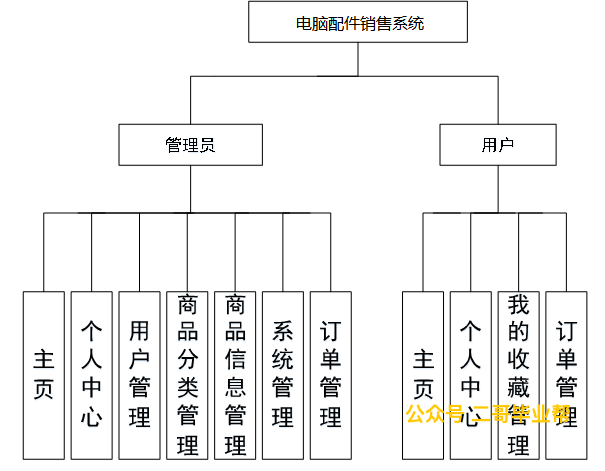 电脑配件销售系统
管理员
用户
主页
个人中心
用户管理
商品分类管理
商品信息管理
系统管理
订单管理
主页
个人中心
我的收藏管理
订单管理
公众号 二哥毕业帮